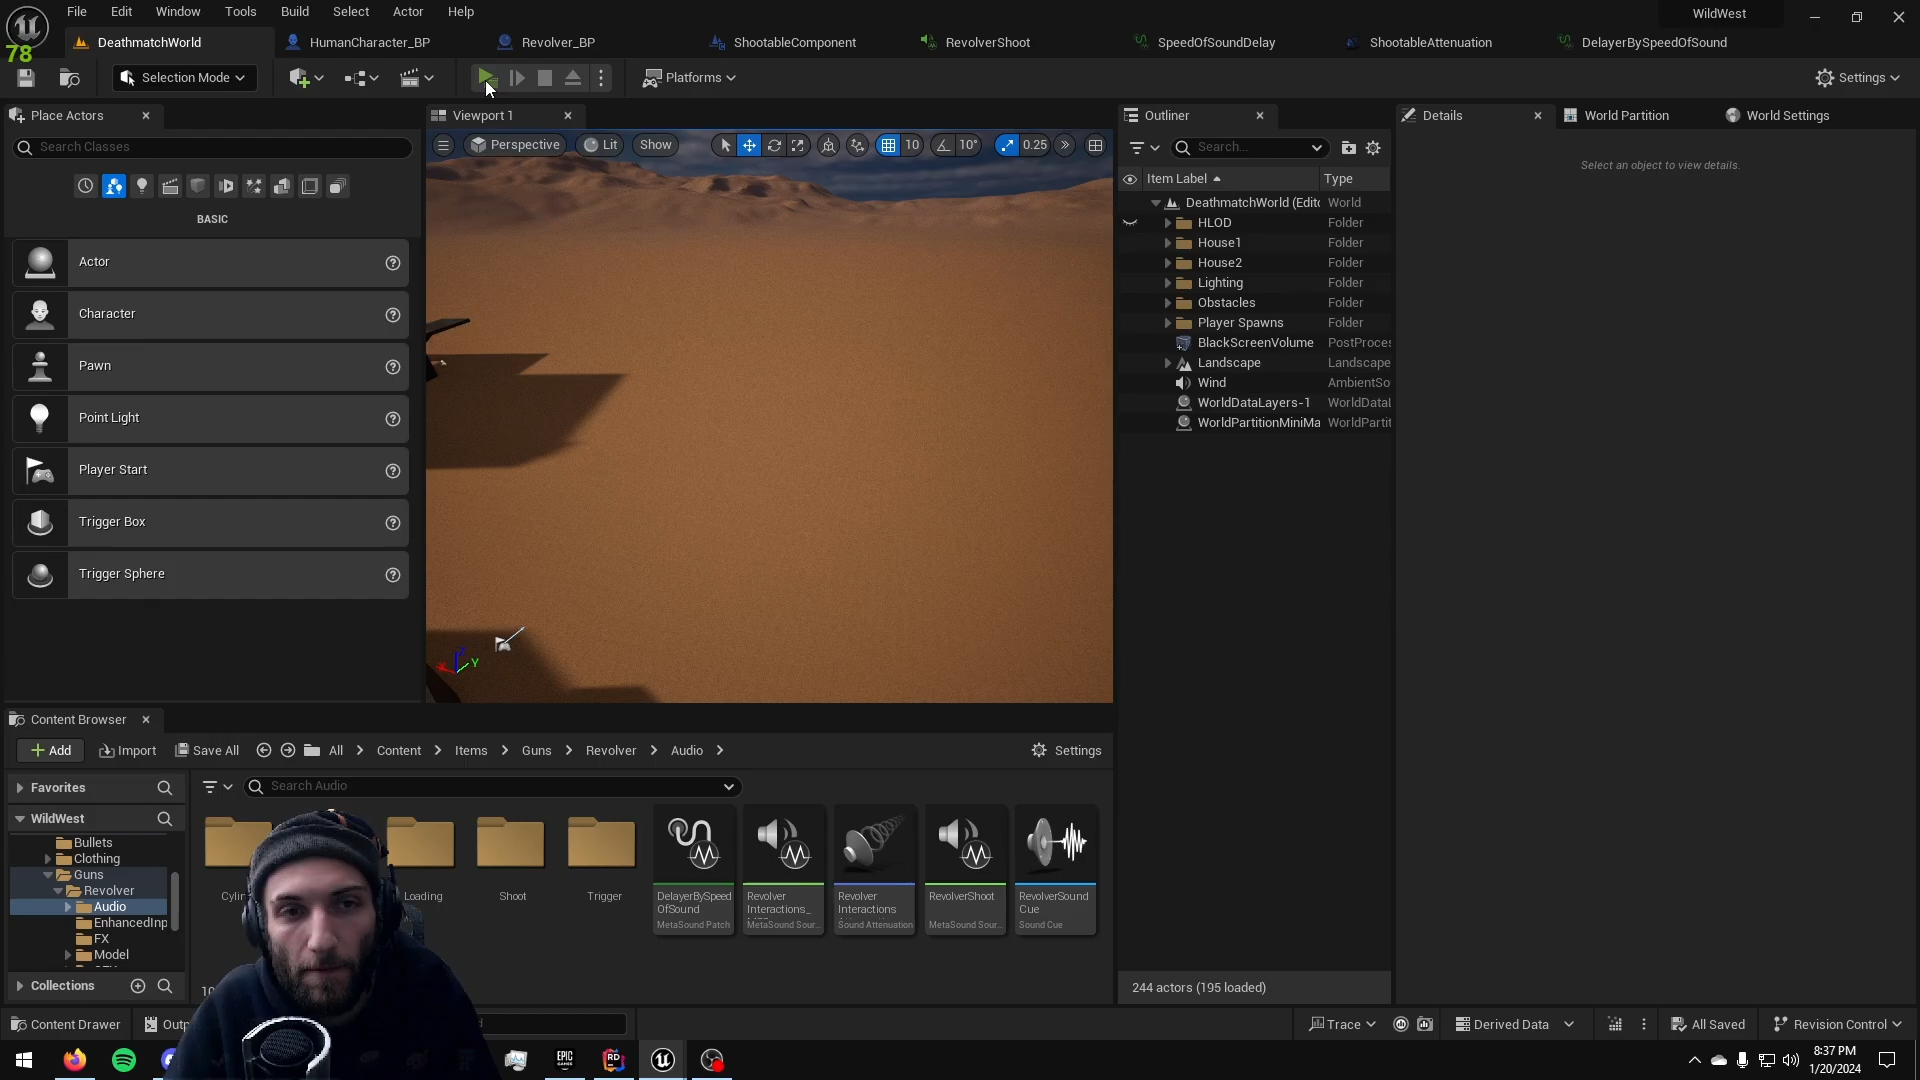 File Edit Window Tools Build Select Actor Help
WildWest
78
DeathmatchWorld
HumanCharacter_BP
Revolver_BP
ShootableComponent
RevolverShoot
SpeedOfSoundDelay
ShootableAttenuation
DelayerBySpeedOfSound
Selection Mode
Platforms
Settings
Place Actors
Search Classes
BASIC
Actor
Character
Pawn
Point Light
Player Start
Trigger Box
Trigger Sphere
Viewport 1
Perspective
Lit
Show
10
10°
0.25
X
Z
Y
Outliner
Search...
Item Label Type
DeathmatchWorld (Edito World
HLOD Folder
House1 Folder
House2 Folder
Lighting Folder
Obstacles Folder
Player Spawns Folder
BlackScreenVolume PostProces
Landscape Landscape
Wind AmbientSo
WorldDataLayers-1 WorldDataL
WorldPartitionMiniMa WorldPartit
244 actors (195 loaded)
Details
World Partition
World Settings
Select an object to view details.
Content Browser
Add
Import
Save All
All Content Items Guns Revolver Audio
Settings
Favorites
WildWest
Bullets
Clothing
Guns
Revolver
Audio
EnhancedInp
FX
Model
Collections
Search Audio
Loading
Shoot
Trigger
DelayerBySpeed
OfSound
MetaSound Patch
Revolver
Interactions_
MetaSound Sour...
Revolver
Interactions
Sound Attenuation
RevolverShoot
MetaSound Sour...
RevolverSound
Cue
Sound Cue
Content Drawer
Outp
Trace
Derived Data
All Saved
Revision Control
EPIC
GAMES
RD
8:37 PM
1/20/2024